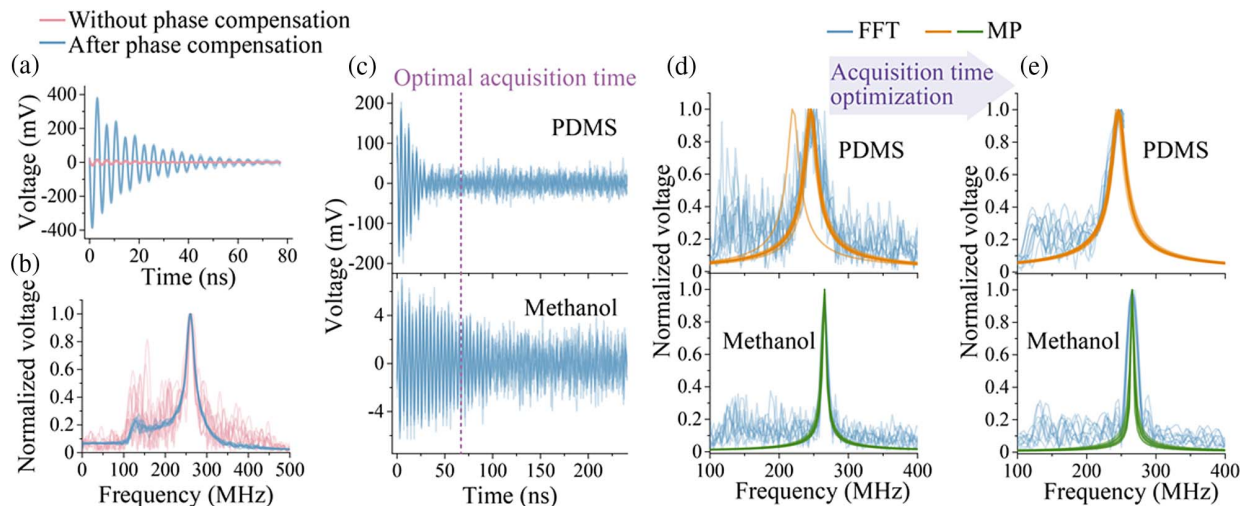 Without phase compensation
After phase compensation
(a)
400
200
0
-200
-400
Voltage (mV)
0
20
40
60
80
Time (ns)
(b)
1.0
0.8
0.6
0.4
0.2
0
Normalized voltage
0
100
200
300
400
500
Frequency (MHz)
(c)
Optimal acquisition time
200
100
0
-100
-200
PDMS
Voltage (mV)
4
0
-4
Methanol
0
50
100
150
200
Time (ns)
FFT
MP
(d)
Acquisition time
optimization
1.0
0.8
0.6
0.4
0.2
0
PDMS
Normalized voltage
1.0
0.8
0.6
0.4
0.2
0
Methanol
100
200
300
400
Frequency (MHz)
(e)
1.0
0.8
0.6
0.4
0.2
0
PDMS
Normalized voltage
1.0
0.8
0.6
0.4
0.2
0
Methanol
100
200
300
400
Frequency (MHz)